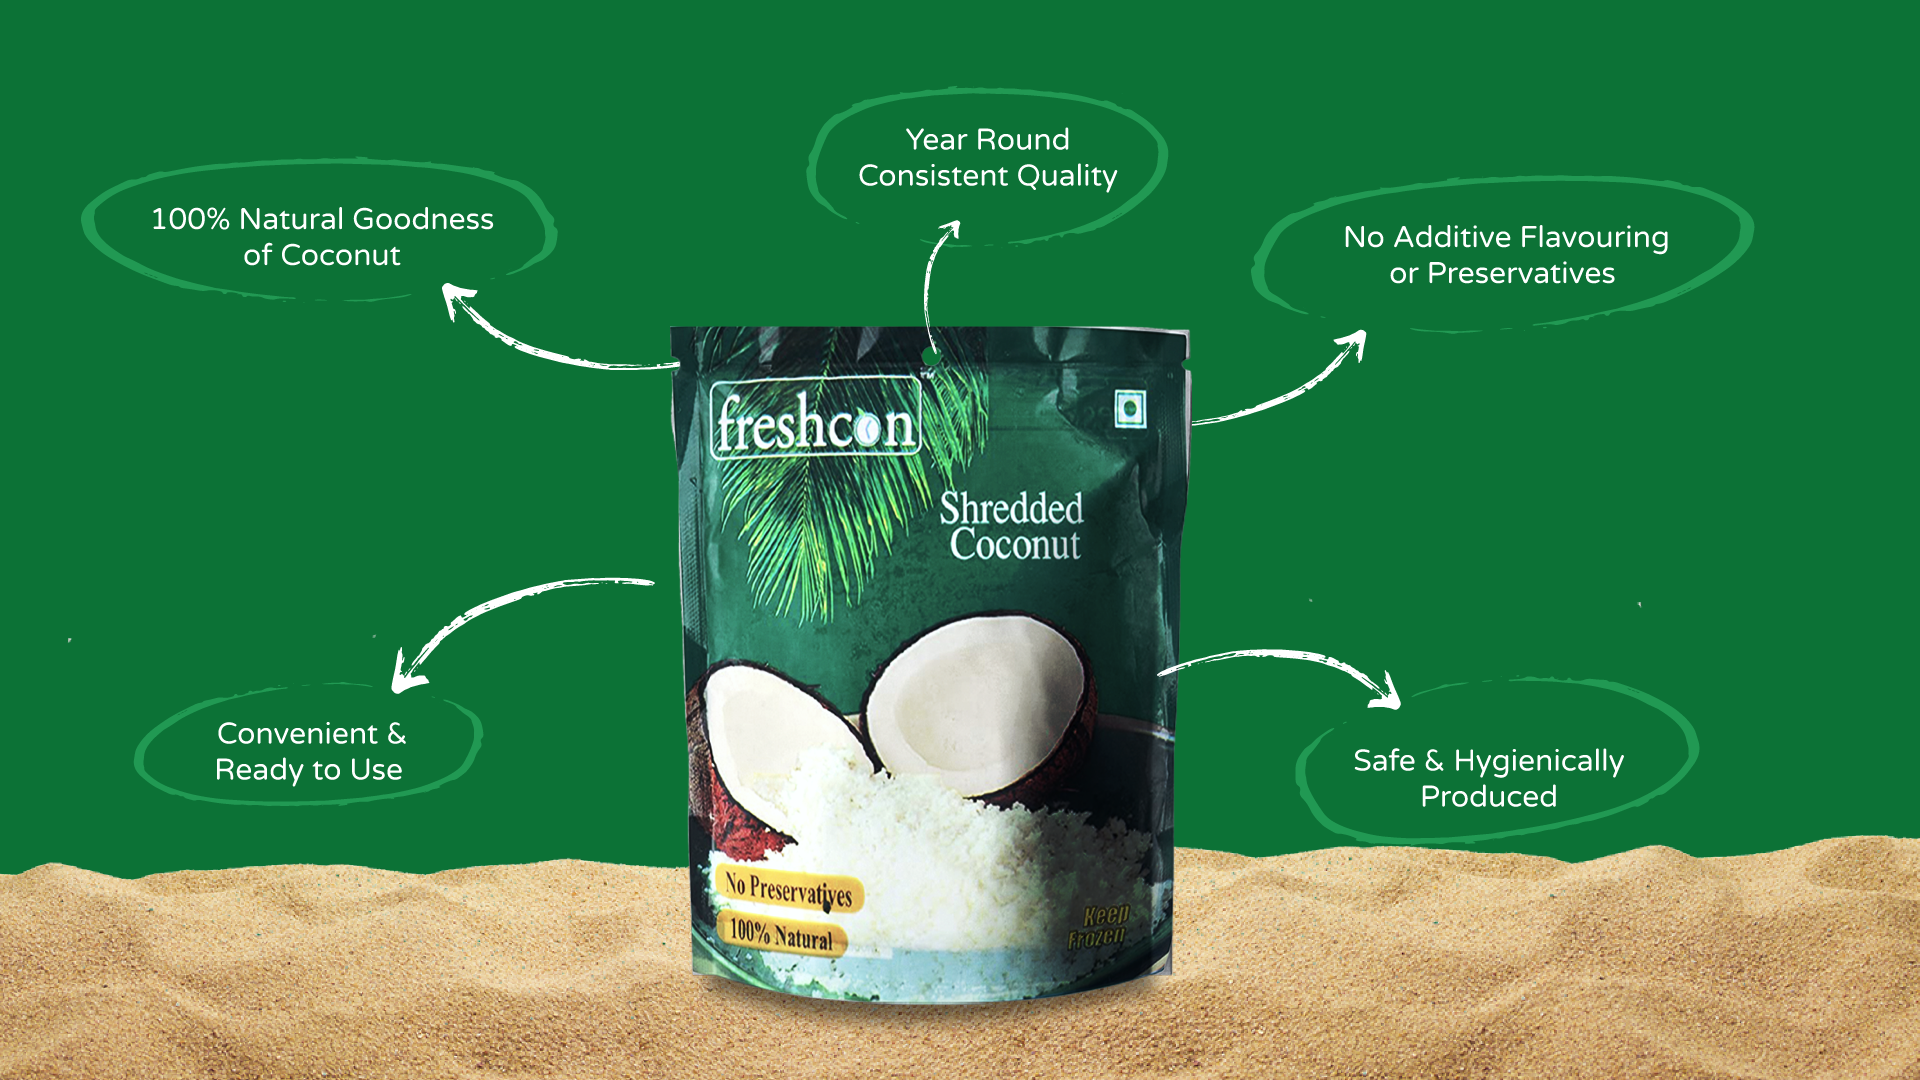 Year Round
Consistent Quality
100% Natural Goodness
of Coconut
No Additive Flavouring
or Preservatives
freshcon
TM
Shredded
Coconut
Convenient &
Ready to Use
Safe & Hygienically
Produced
No Preservatives
100% Natural
Keep
Frozen